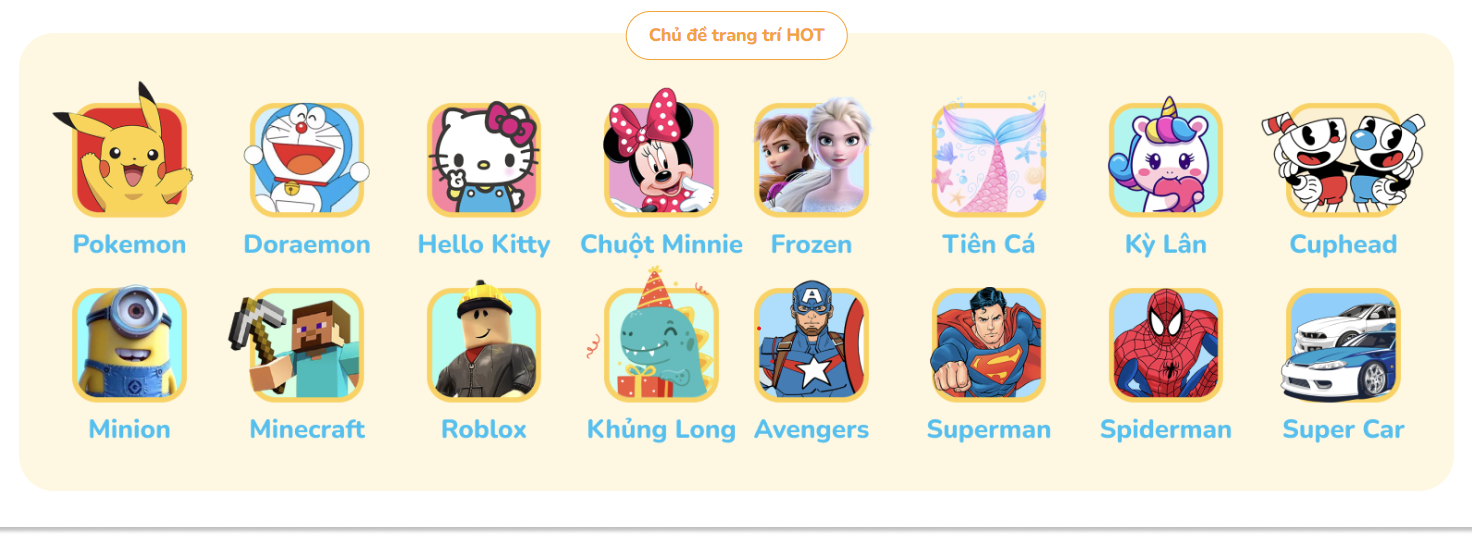 Chủ đề trang trí HOT
Pokemon
Doraemon
Hello Kitty
Chuột Minnie
Frozen
Tiên Cá
Kỳ Lân
Cuphead
Minion
Minecraft
Roblox
Khủng Long
Avengers
Superman
Spiderman
Super Car